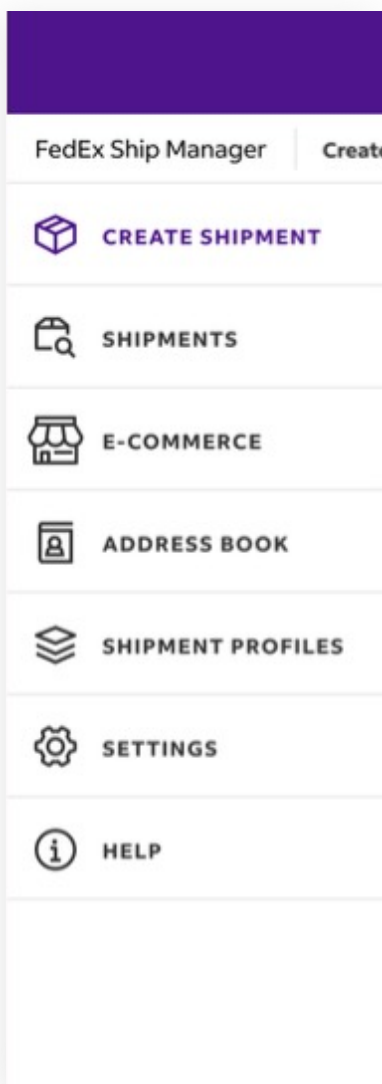 FedEx Ship Manager
CREATE SHIPMENT
SHIPMENTS
E-COMMERCE
ADDRESS BOOK
SHIPMENT PROFILES
SETTINGS
HELP